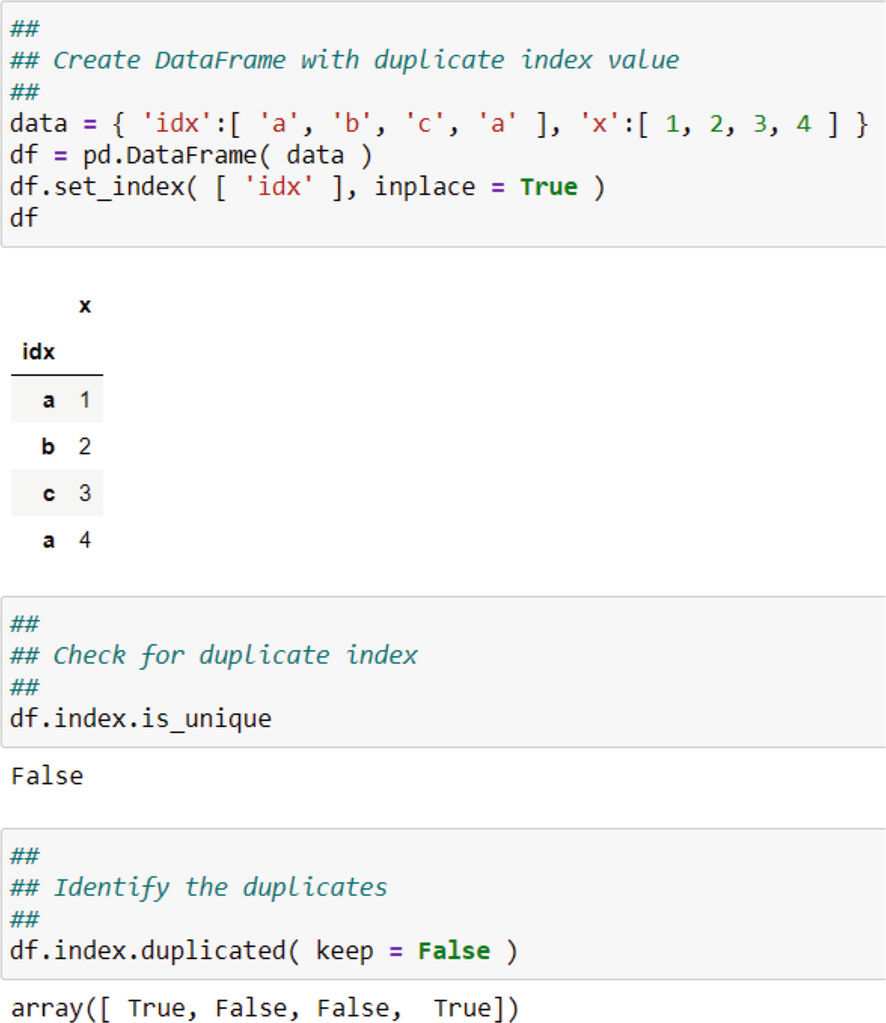 ##
## Create DataFrame with duplicate index value
##
data = { 'idx':[ 'a', 'b', 'c', 'a' ], 'x':[ 1, 2, 3, 4 ] }
df = pd.DataFrame( data )
df.set_index( [ 'idx' ], inplace = True )
df
x
idx
a 1
b 2
c 3
a 4
##
## Check for duplicate index
##
df.index.is_unique
False
##
## Identify the duplicates
##
df.index.duplicated( keep = False )
array([ True, False, False,  True])